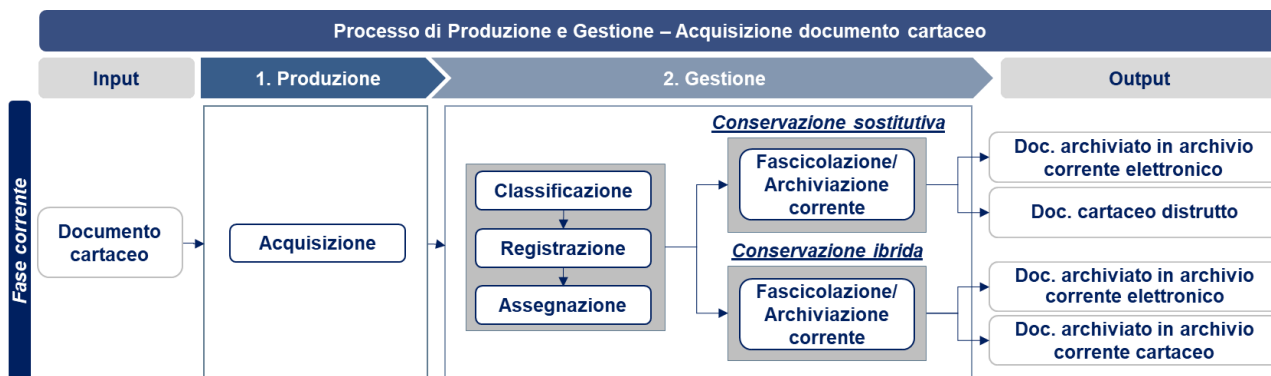 Processo di Produzione e Gestione – Acquisizione documento cartaceo
Input
1. Produzione
2. Gestione
Output
Fase corrente
Documento
cartaceo
Acquisizione
Classificazione
Registrazione
Assegnazione
Conservazione sostitutiva
Fascicolazione/
Archiviazione
corrente
Conservazione ibrida
Fascicolazione/
Archiviazione
corrente
Doc. archiviato in archivio
corrente elettronico
Doc. cartaceo distrutto
Doc. archiviato in archivio
corrente elettronico
Doc. archiviato in archivio
corrente cartaceo